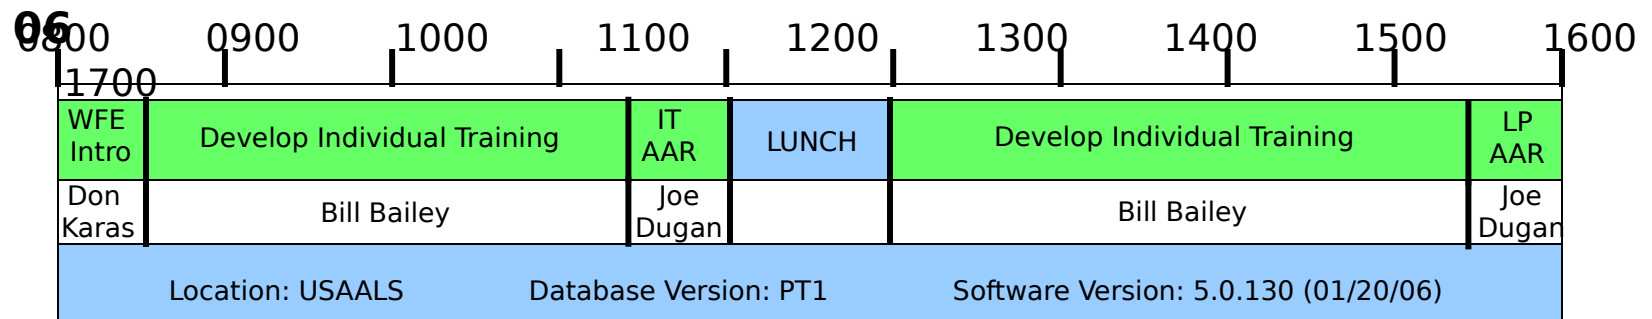 06
0800 0900 1000 1100 1200 1300 1400 1500 1600
1700
WFE
Intro
Develop Individual Training
IT
AAR
LUNCH
Develop Individual Training
LP
AAR
Don
Karas
Bill Bailey
Joe
Dugan
Bill Bailey
Joe
Dugan
Location: USAALS Database Version: PT1 Software Version: 5.0.130 (01/20/06)